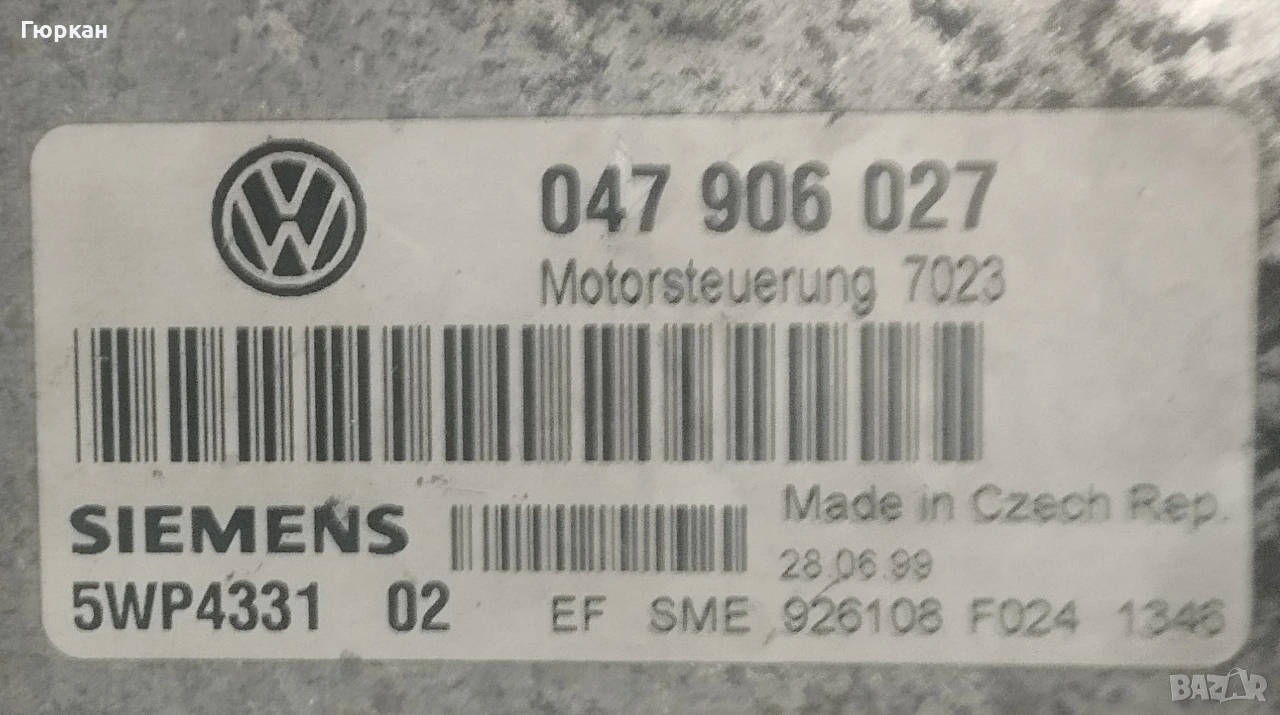 Гюркан
047 906 027
Motorsteuerung 7023
SIEMENS
Made in Czech Rep.
28.06.99
5WP4331 02
EF SME 926108 F024 1346
BAZAR